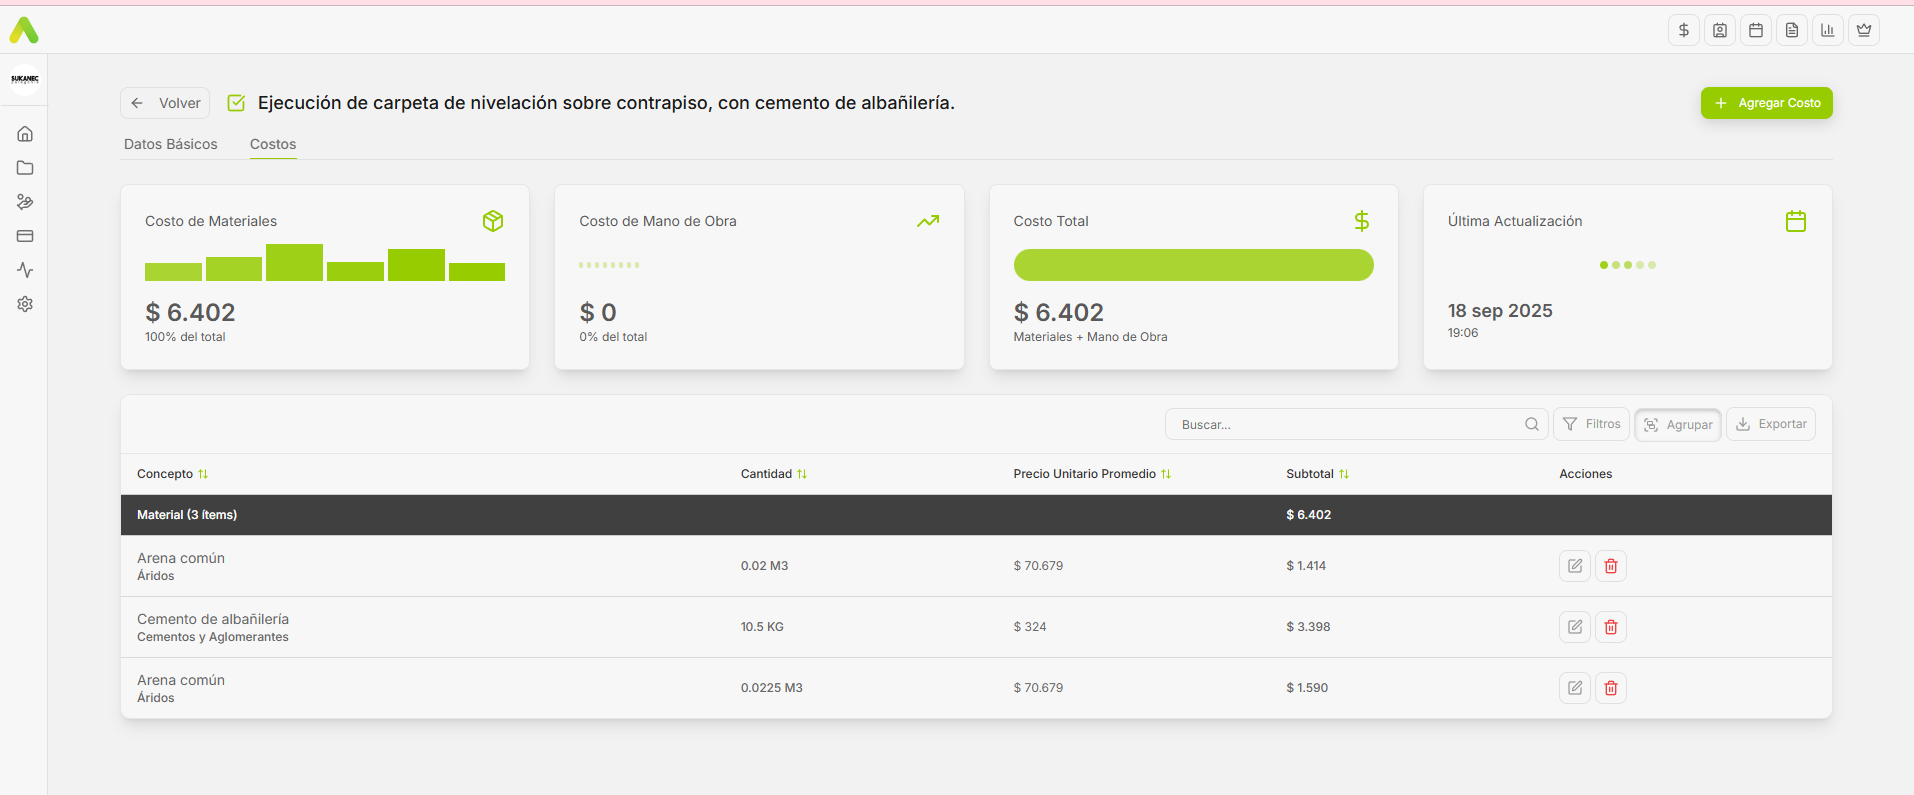 SUKANEC
Volver
Ejecución de carpeta de nivelación sobre contrapiso, con cemento de albañilería.
Agregar Costo
Datos Básicos
Costos
Costo de Materiales
$ 6.402
100% del total
Costo de Mano de Obra
$ 0
0% del total
Costo Total
$ 6.402
Materiales + Mano de Obra
Última Actualización
18 sep 2025
19:06
Buscar...
Filtros
Agrupar
Exportar
Concepto Cantidad Precio Unitario Promedio Subtotal Acciones
Material (3 ítems) $ 6.402
Arena común
Áridos
0.02 M3 $ 70.679 $ 1.414
Cemento de albañilería
Cementos y Aglomerantes
10.5 KG $ 324 $ 3.398
Arena común
Áridos
0.0225 M3 $ 70.679 $ 1.590